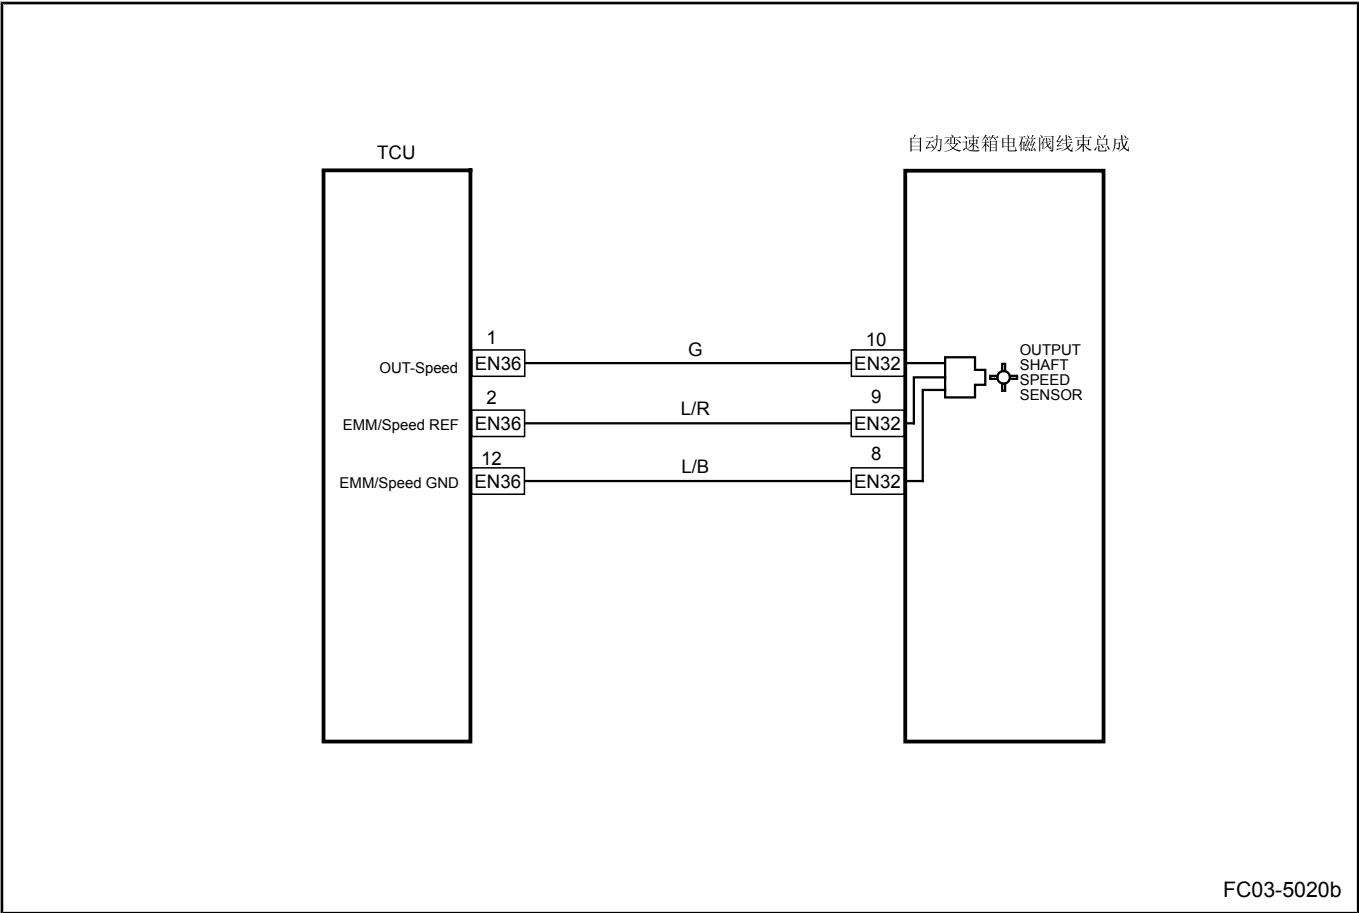 TCU
自动变速箱电磁阀线束总成
1
10
OUT-Speed
EN36
G
EN32
OUTPUT
SHAFT
SPEED
SENSOR
2
9
EMM/Speed REF
EN36
L/R
EN32
12
8
EMM/Speed GND
EN36
L/B
EN32
FC03-5020b